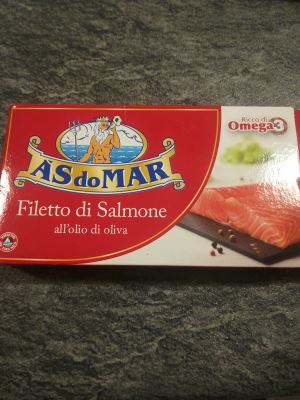 ÀSdoMAR
Filetto di Salmone
all'olio di oliva
Ricco di
Omega3